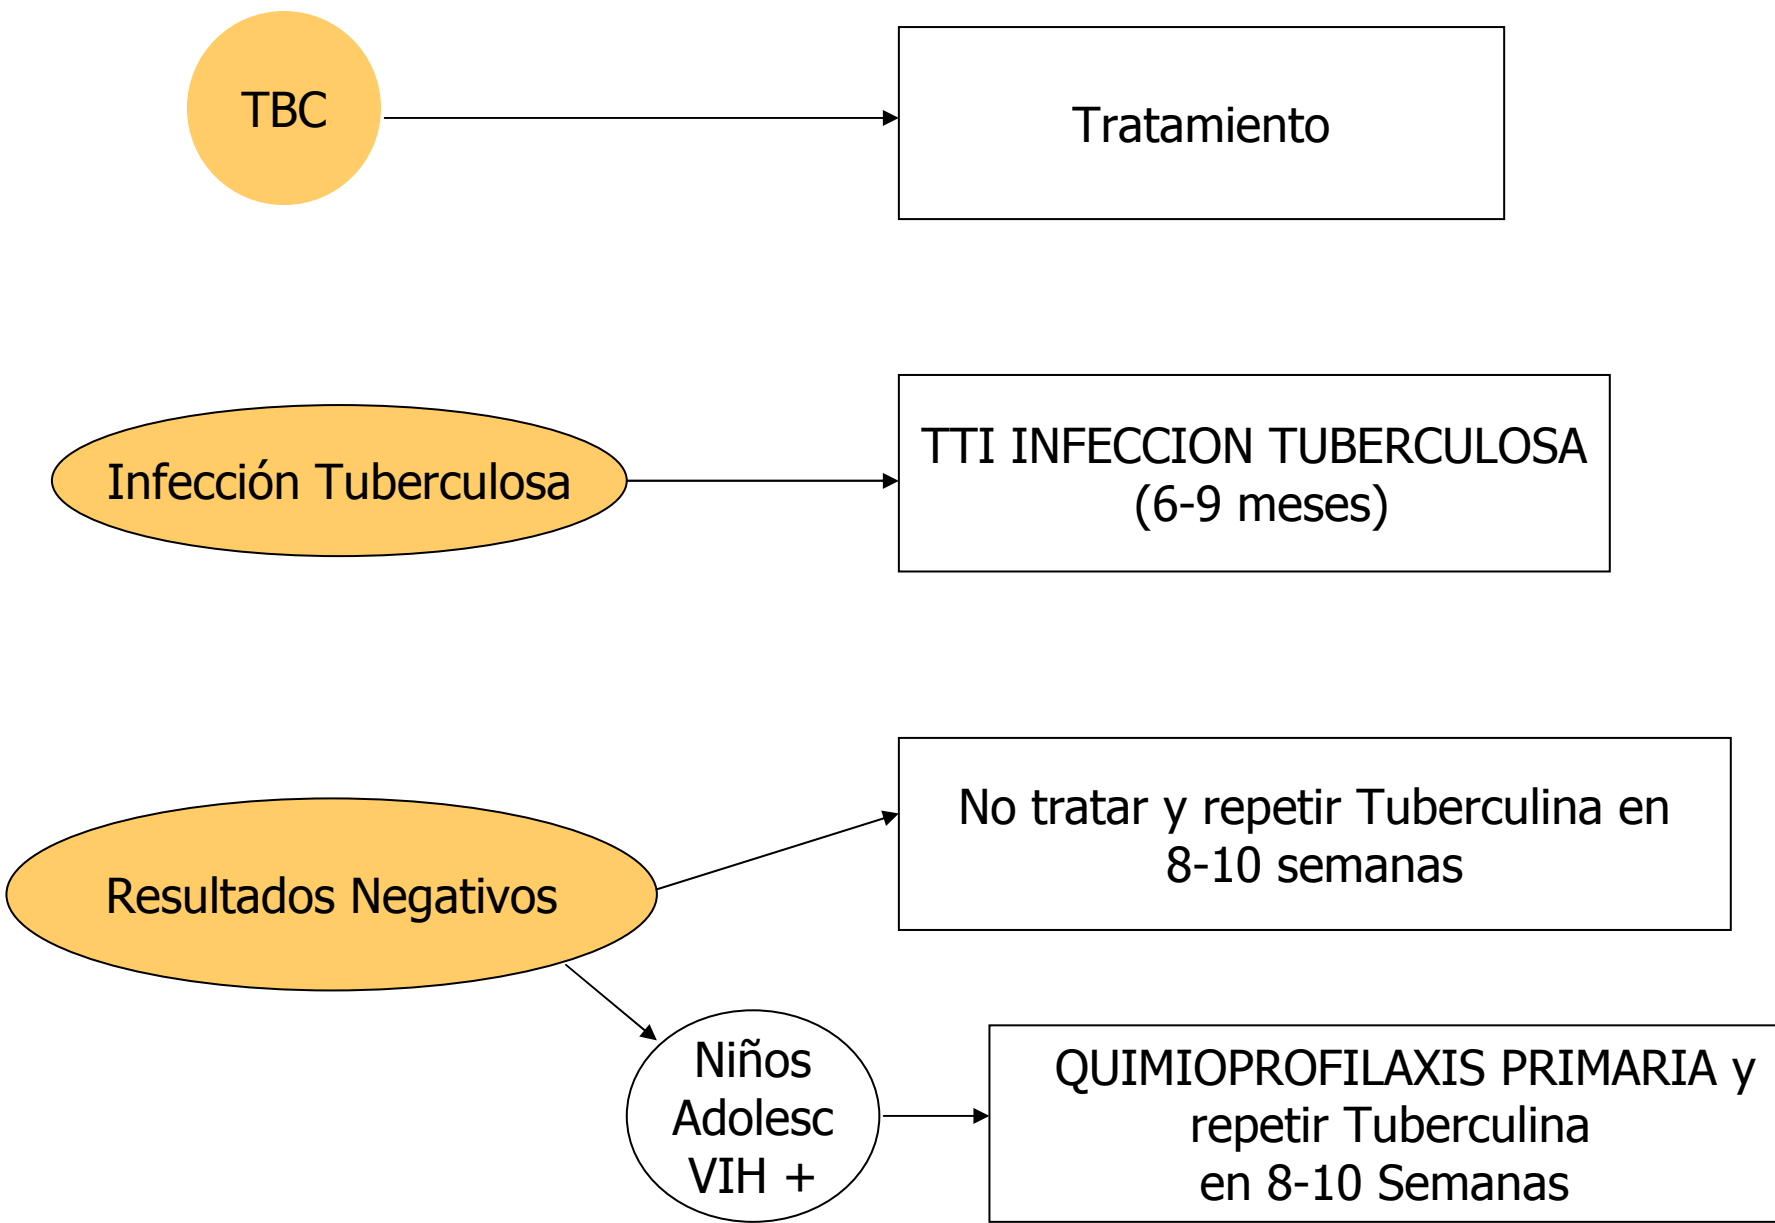 TBC
Tratamiento
Infección Tuberculosa
TTI INFECCION TUBERCULOSA
(6-9 meses)
Resultados Negativos
No tratar y repetir Tuberculina en
8-10 semanas
Niños
Adolesc
VIH +
QUIMIOPROFILAXIS PRIMARIA y
repetir Tuberculina
en 8-10 Semanas